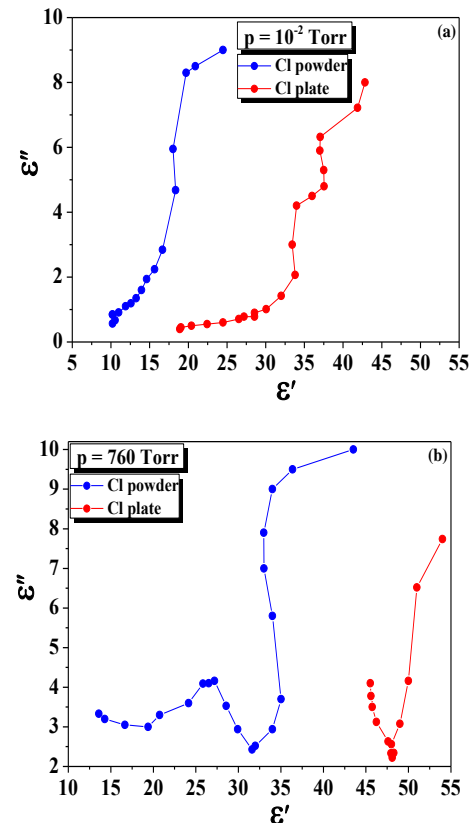 (a)
p = 10⁻² Torr
Cl powder
Cl plate
10
8
6
4
2
0
ε″
5 10 15 20 25 30 35 40 45 50 55
ε′
(b)
p = 760 Torr
Cl powder
Cl plate
10
9
8
7
6
5
4
3
2
ε″
10 15 20 25 30 35 40 45 50 55
ε′